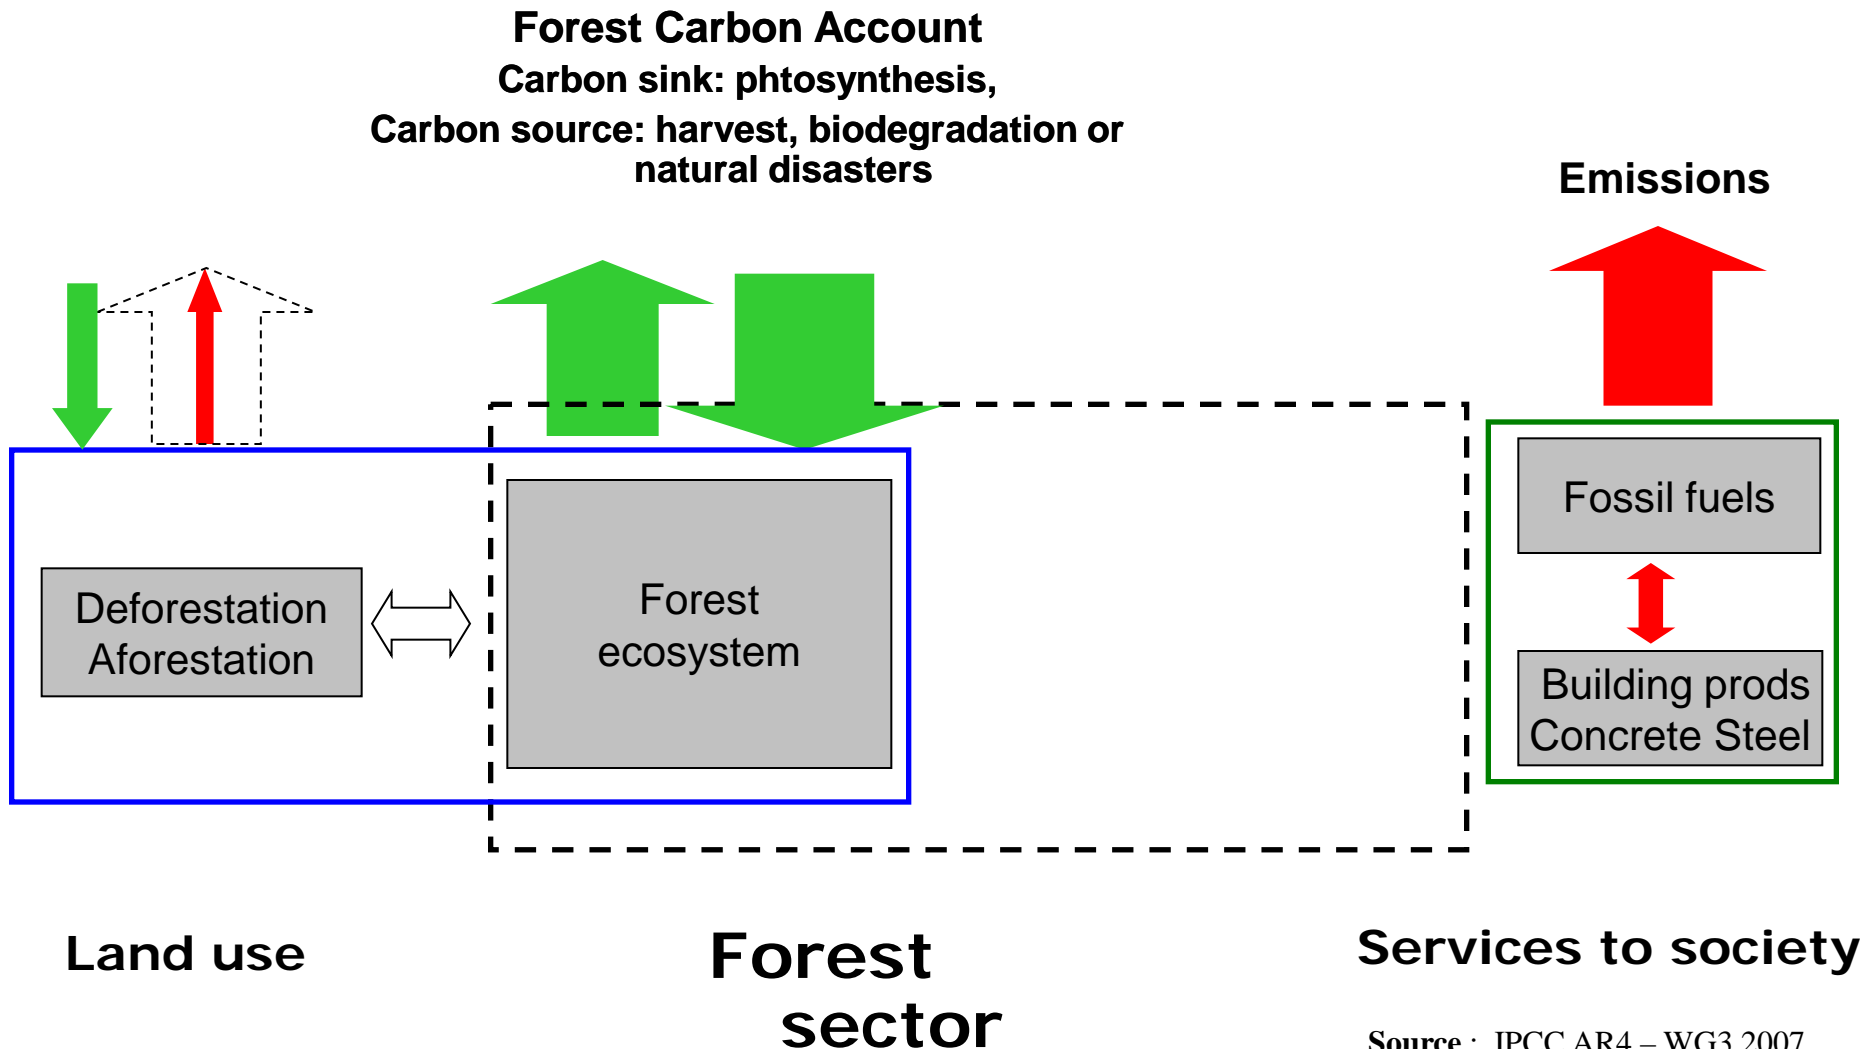 Forest Carbon Account
Carbon sink: phtosynthesis,
Carbon source: harvest, biodegradation or
natural disasters
Emissions
Fossil fuels
Deforestation
Aforestation
Forest
ecosystem
Building prods
Concrete Steel
Land use
Forest
sector
Services to society
Source : IPCC AR4 – WG3 2007